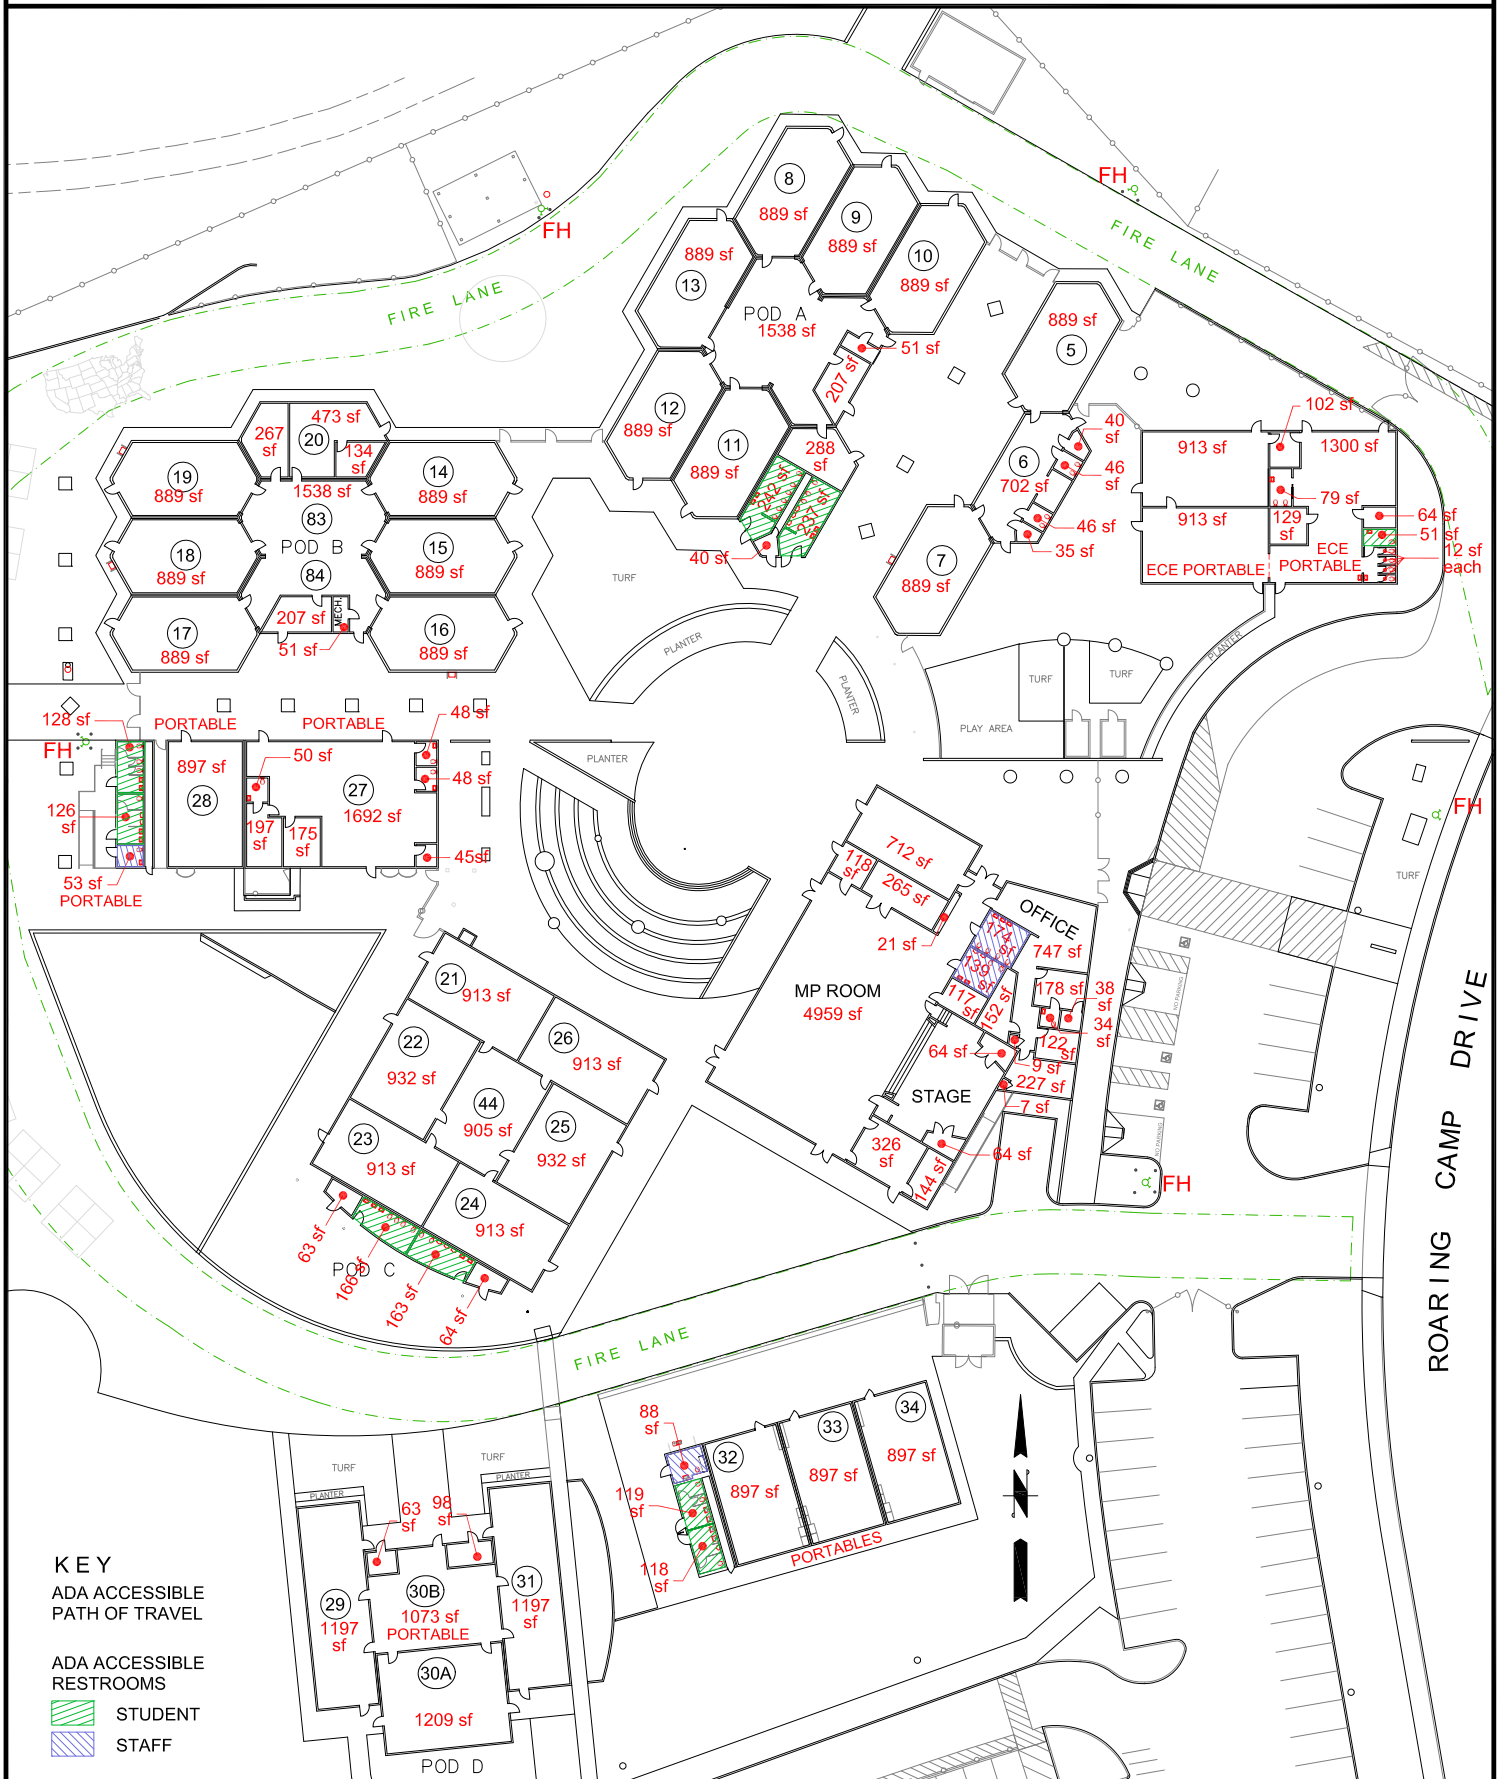 FH
FH
FIRE LANE
FIRE LANE
8
889 sf
9
889 sf
10
889 sf
13
889 sf
POD A
1538 sf
51 sf
207 sf
12
889 sf
11
889 sf
288
sf
242 sf
237 sf
40 sf
5
889 sf
6
702 sf
40
sf
46
sf
46 sf
35 sf
7
889 sf
913 sf
102 sf
1300 sf
79 sf
913 sf
129
sf
64 sf
51 sf
12 sf
each
ECE PORTABLE
ECE
PORTABLE
267
sf
473 sf
20
134
sf
19
889 sf
14
889 sf
1538 sf
83
POD B
84
18
889 sf
15
889 sf
207 sf
MECH.
51 sf
17
889 sf
16
889 sf
TURF
PLANTER
PLANTER
PLANTER
TURF
TURF
PLAY AREA
PLANTER
128 sf
PORTABLE
PORTABLE
48 sf
FH
897 sf
28
50 sf
27
1692 sf
48 sf
126
sf
197
sf
175
sf
45sf
53 sf
PORTABLE
FH
TURF
712 sf
118
sf
265 sf
21 sf
OFFICE
174
sf
747 sf
139
sf
MP ROOM
4959 sf
117
sf
152 sf
178 sf
38
sf
34
sf
122
sf
64 sf
9 sf
227 sf
STAGE
7 sf
326
sf
64 sf
144 sf
NO PARKING
NO PARKING
FH
ROARING CAMP DRIVE
21
913 sf
22
932 sf
26
913 sf
44
905 sf
25
932 sf
23
913 sf
24
913 sf
63 sf
166 sf
POD C
163 sf
64 sf
FIRE LANE
88
sf
32
897 sf
33
897 sf
34
897 sf
119
sf
118
sf
PORTABLES
N
TURF
TURF
PLANTER
PLANTER
63
sf
98
sf
29
1197
sf
30B
1073 sf
PORTABLE
31
1197
sf
30A
1209 sf
POD D
KEY
ADA ACCESSIBLE
PATH OF TRAVEL
ADA ACCESSIBLE
RESTROOMS
STUDENT
STAFF